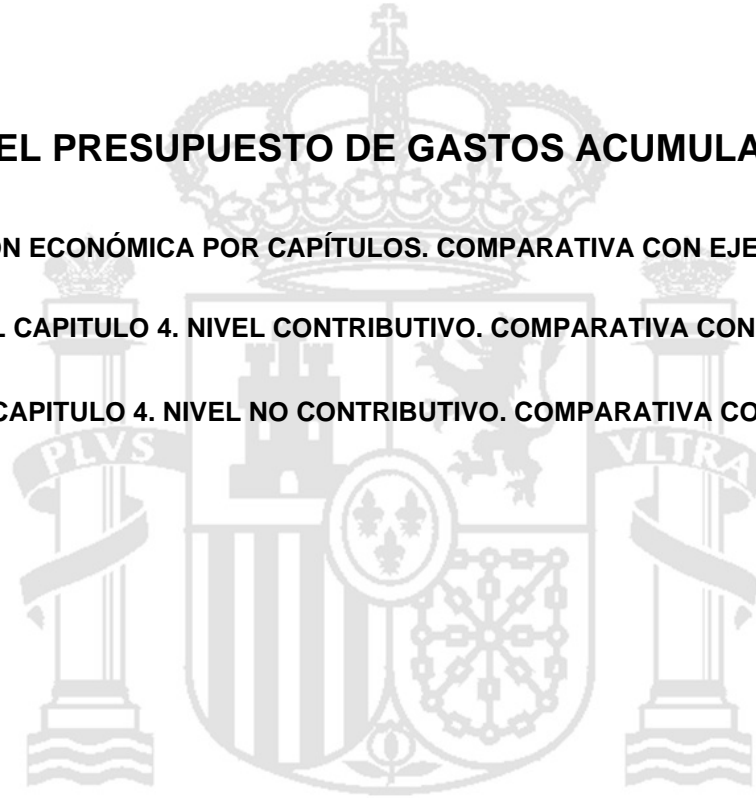 EL PRESUPUESTO DE GASTOS ACUMULA
ÓN ECONÓMICA POR CAPÍTULOS. COMPARATIVA CON EJE
L CAPITULO 4. NIVEL CONTRIBUTIVO. COMPARATIVA CON
CAPITULO 4. NIVEL NO CONTRIBUTIVO. COMPARATIVA CO
PLVS VLTRA